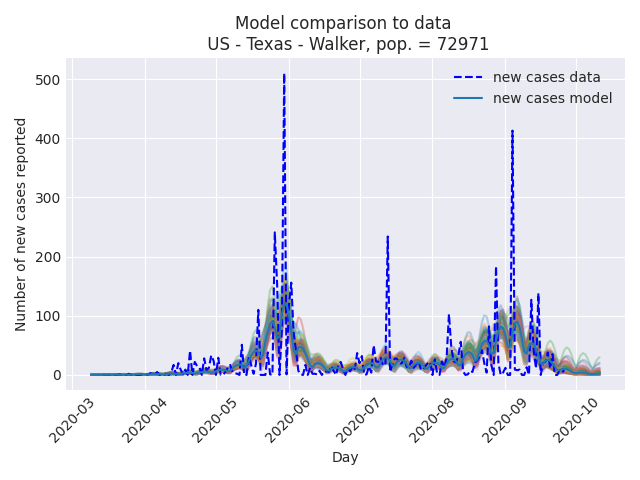 Model comparison to data
US - Texas - Walker, pop. = 72971
new cases data
new cases model
Number of new cases reported
500
400
300
200
100
0
2020-03
2020-04
2020-05
2020-06
2020-07
2020-08
2020-09
2020-10
Day